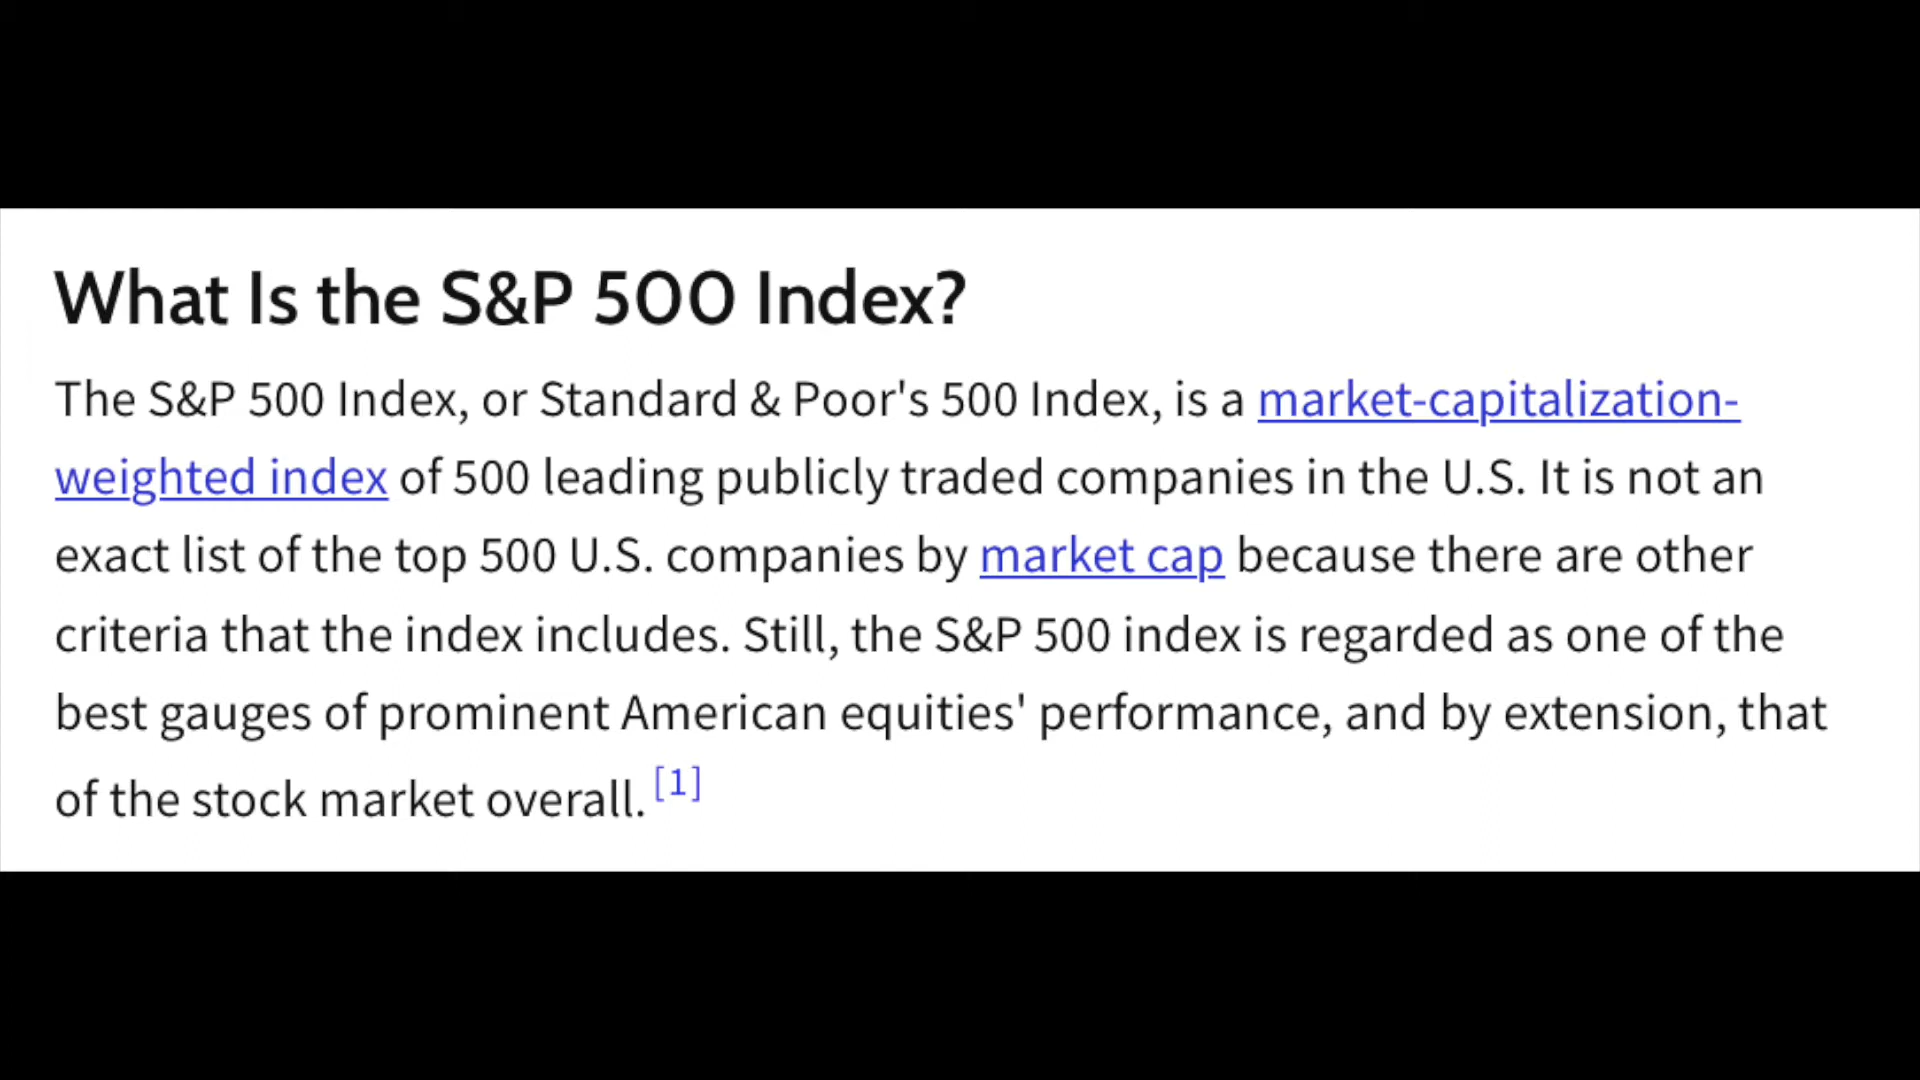 What Is the S&P 500 Index?
The S&P 500 Index, or Standard & Poor's 500 Index, is a market-capitalization-
weighted index of 500 leading publicly traded companies in the U.S. It is not an
exact list of the top 500 U.S. companies by market cap because there are other
criteria that the index includes. Still, the S&P 500 index is regarded as one of the
best gauges of prominent American equities' performance, and by extension, that
of the stock market overall. [1]